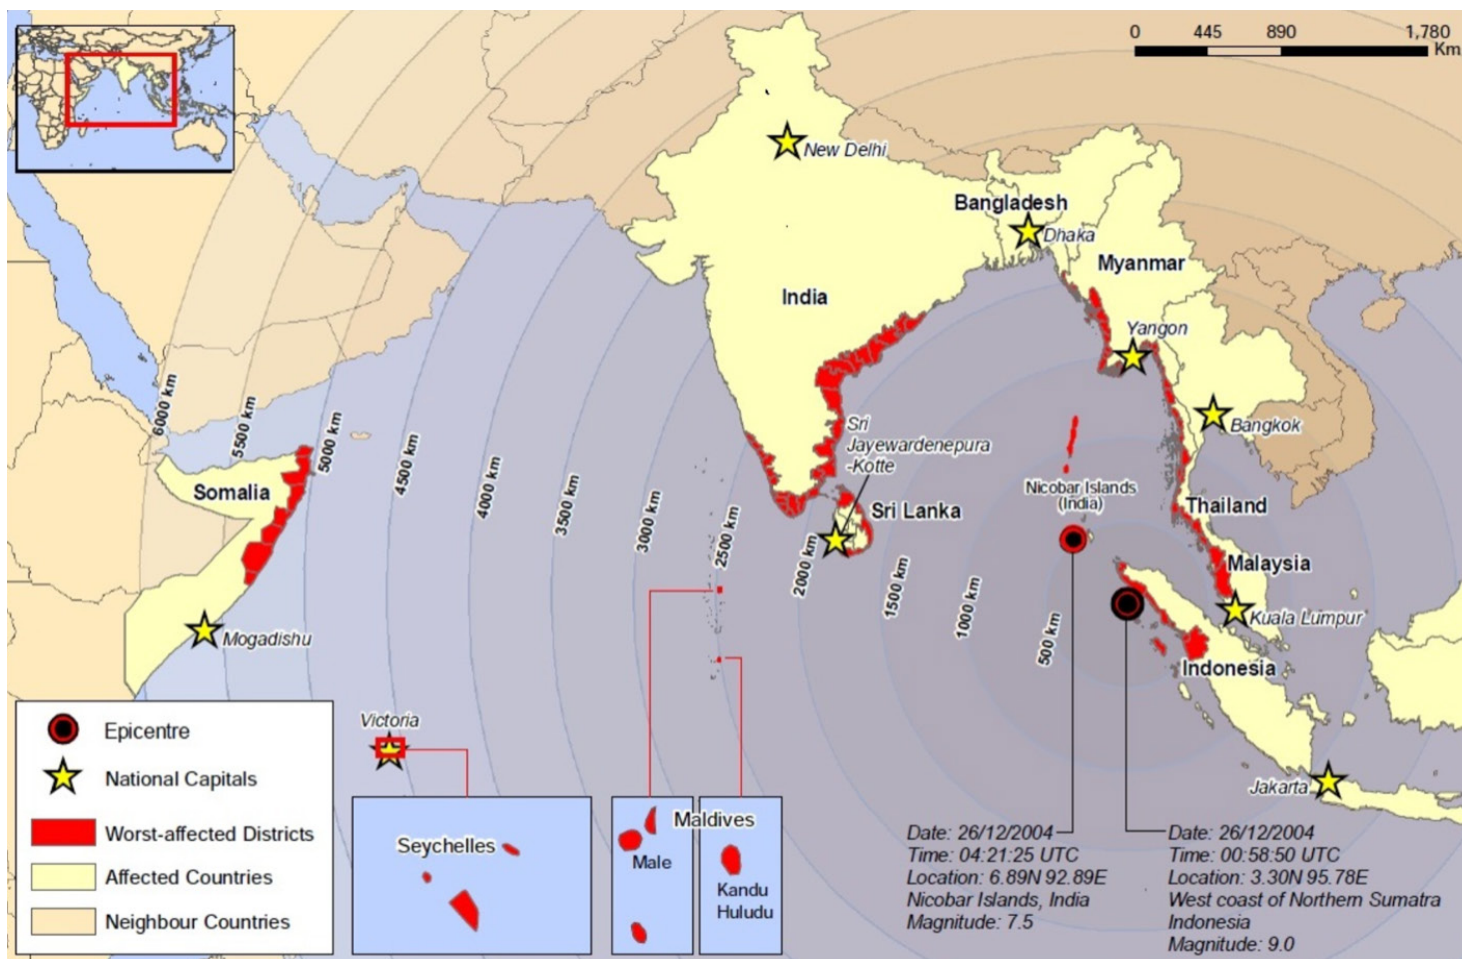 0 445 890 1,780
Km
New Delhi
Bangladesh
Dhaka
Myanmar
India
Yangon
6000 km
5500 km
5000 km
4500 km
4000 km
3500 km
3000 km
2500 km
2000 km
1500 km
1000 km
500 km
Sri
Jayewardenepura
-Kotte
Bangkok
Somalia
Nicobar Islands
(India)
Sri Lanka
Thailand
Malaysia
Mogadishu
Kuala Lumpur
Indonesia
Victoria
Jakarta
Epicentre
National Capitals
Worst-affected Districts
Affected Countries
Neighbour Countries
Seychelles
Maldives
Male
Kandu
Huludu
Date: 26/12/2004
Time: 04:21:25 UTC
Location: 6.89N 92.89E
Nicobar Islands, India
Magnitude: 7.5
Date: 26/12/2004
Time: 00:58:50 UTC
Location: 3.30N 95.78E
West coast of Northern Sumatra
Indonesia
Magnitude: 9.0